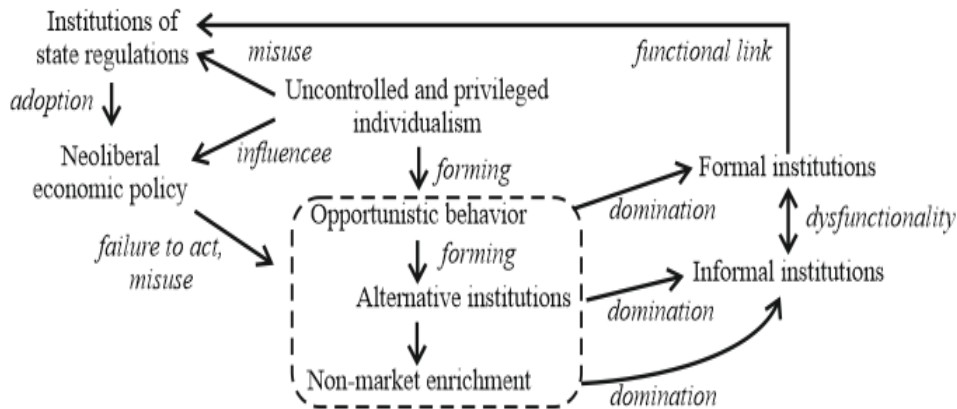 Institutions of
state regulations
misuse
functional link
adoption
Uncontrolled and privileged
individualism
Neoliberal
economic policy
influencee
forming
Formal institutions
Opportunistic behavior
domination
dysfunctionality
failure to act,
misuse
forming
Informal institutions
Alternative institutions
domination
Non-market enrichment
domination